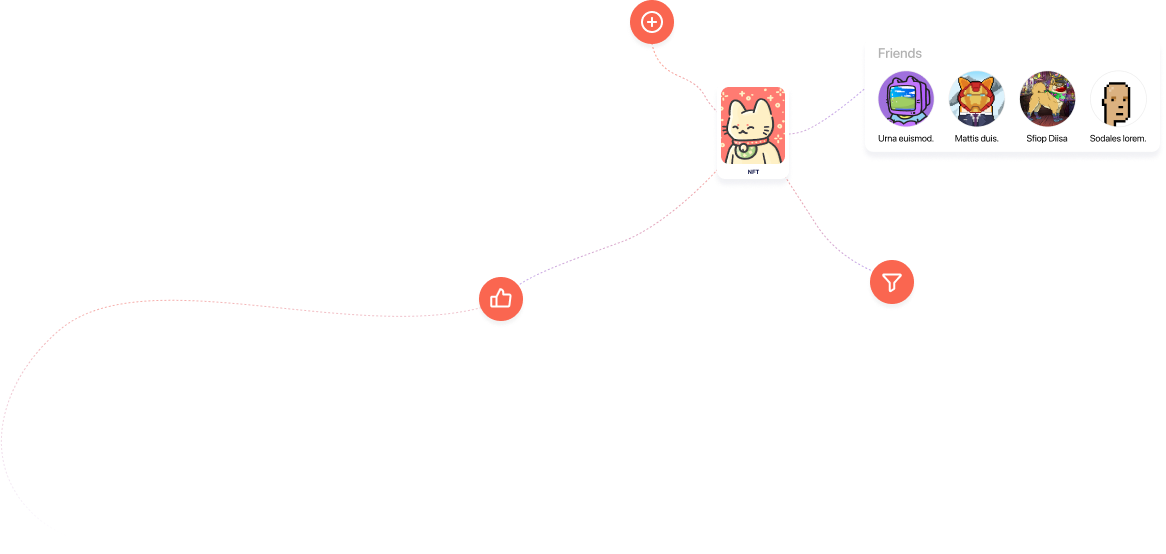 Friends
Urna euismod.
Mattis duis.
Sfiop Diisa
Sodales lorem.
NFT